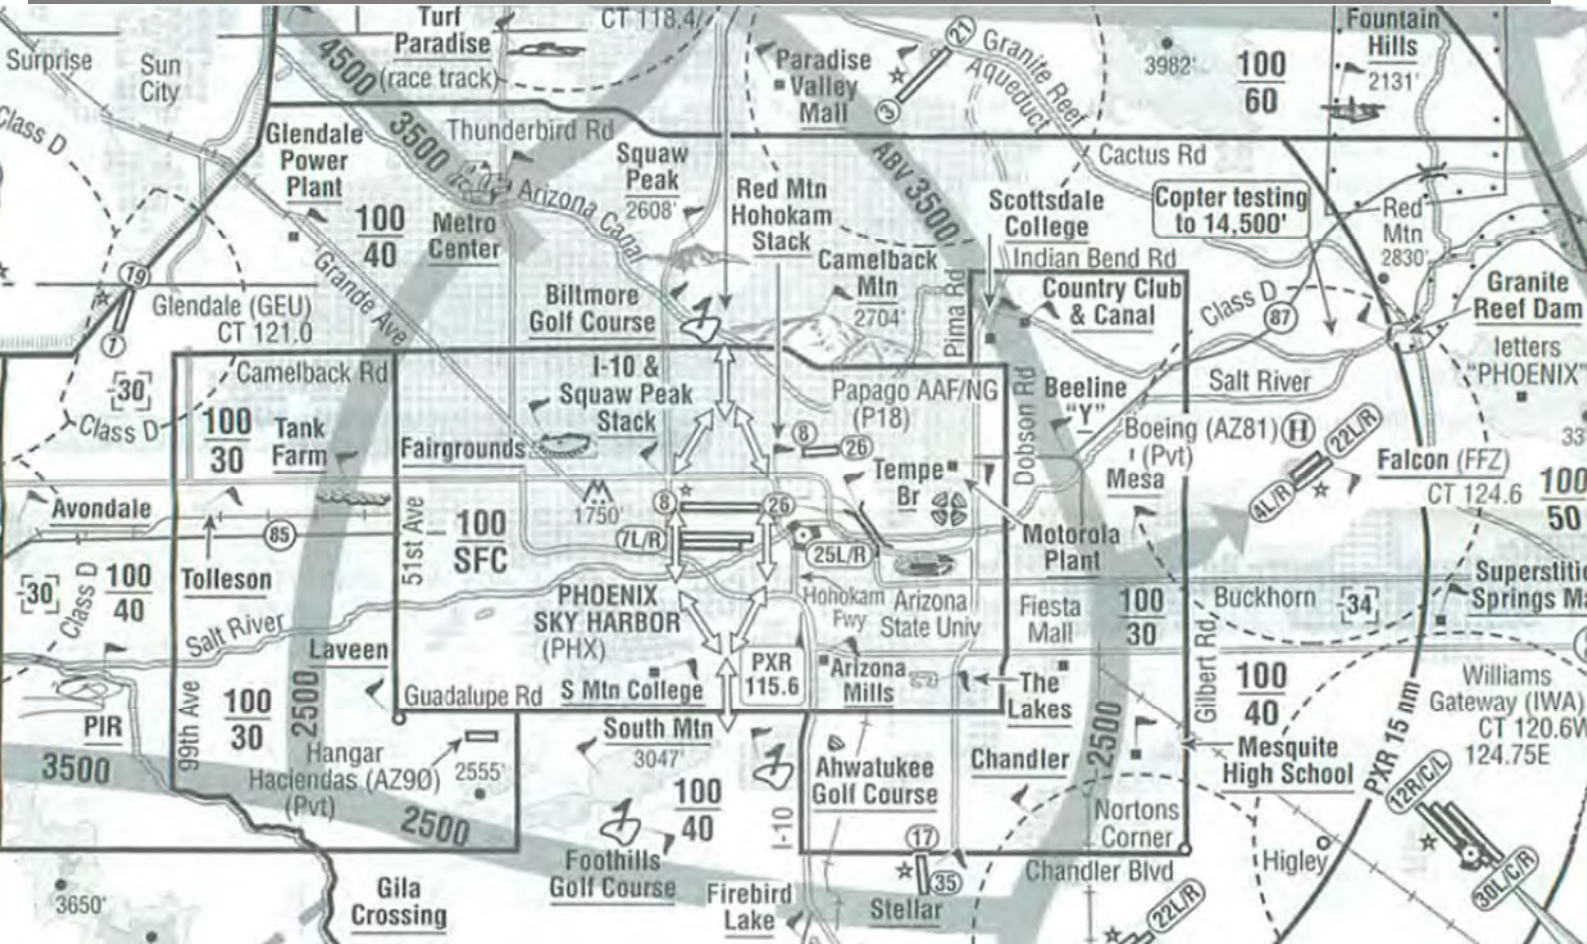 Turf
Paradise
(race track)
CT 118.4
Surprise
Sun
City
4500
Paradise
Valley
Mall
21
3
Granite Reef
Aqueduct
3982'
100
60
Fountain
Hills
2131'
Class D
Glendale
Power
Plant
3500
Thunderbird Rd
Squaw
Peak
2608'
ABV 3500
Cactus Rd
Copter testing
to 14,500'
Scottsdale
College
Red
Mtn
2830'
100
40
Metro
Center
Arizona Canal
Red Mtn
Hohokam
Stack
Camelback
Mtn
2704'
Pima Rd
Indian Bend Rd
Country Club
& Canal
Class D
87
Granite
Reef Dam
19
1
Glendale (GEU)
CT 121.0
Grande Ave
Biltmore
Golf Course
letters
"PHOENIX"
-30
Class D
Camelback Rd
I-10 &
Squaw Peak
Stack
Papago AAF/NG
(P18)
Dobson Rd
Beeline
"Y"
Salt River
100
30
Tank
Farm
Fairgrounds
8
26
Boeing (AZ81)
H
(Pvt)
22L/R
4L/R
Falcon (FFZ)
CT 124.6
Avondale
85
51st Ave
100
SFC
1750'
8
26
7L/R
25L/R
Tempe
Br
Mesa
Motorola
Plant
100
50
-30
Class D
100
40
Tolleson
Salt River
PHOENIX
SKY HARBOR
(PHX)
Hohokam
Fwy
Arizona
State Univ
Fiesta
Mall
100
30
Buckhorn
-34
Superstitio
Springs Ma
Laveen
2500
Guadalupe Rd
S Mtn College
PXR
115.6
Arizona
Mills
The
Lakes
Gilbert Rd
100
40
Williams
Gateway (IWA)
CT 120.6W
124.75E
PIR
99th Ave
100
30
Hangar
Haciendas (AZ90)
(Pvt)
2555'
South Mtn
3047'
Chandler
2500
Mesquite
High School
PXR 15 nm
3500
2500
100
40
I-10
Ahwatukee
Golf Course
Nortons
Corner
12R/C/L
30L/C/R
Foothills
Golf Course
17
35
Stellar
Chandler Blvd
Higley
3650'
Gila
Crossing
Firebird
Lake
22L/R